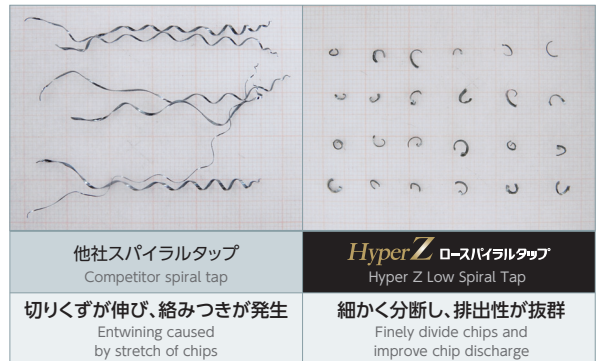 他社スパイラルタップ
Competitor spiral tap
切りくずが伸び、絡みつきが発生
Entwining caused
by stretch of chips
Hyper Z ロースパイラルタップ
Hyper Z Low Spiral Tap
細かく分断し、排出性が抜群
Finely divide chips and
improve chip discharge